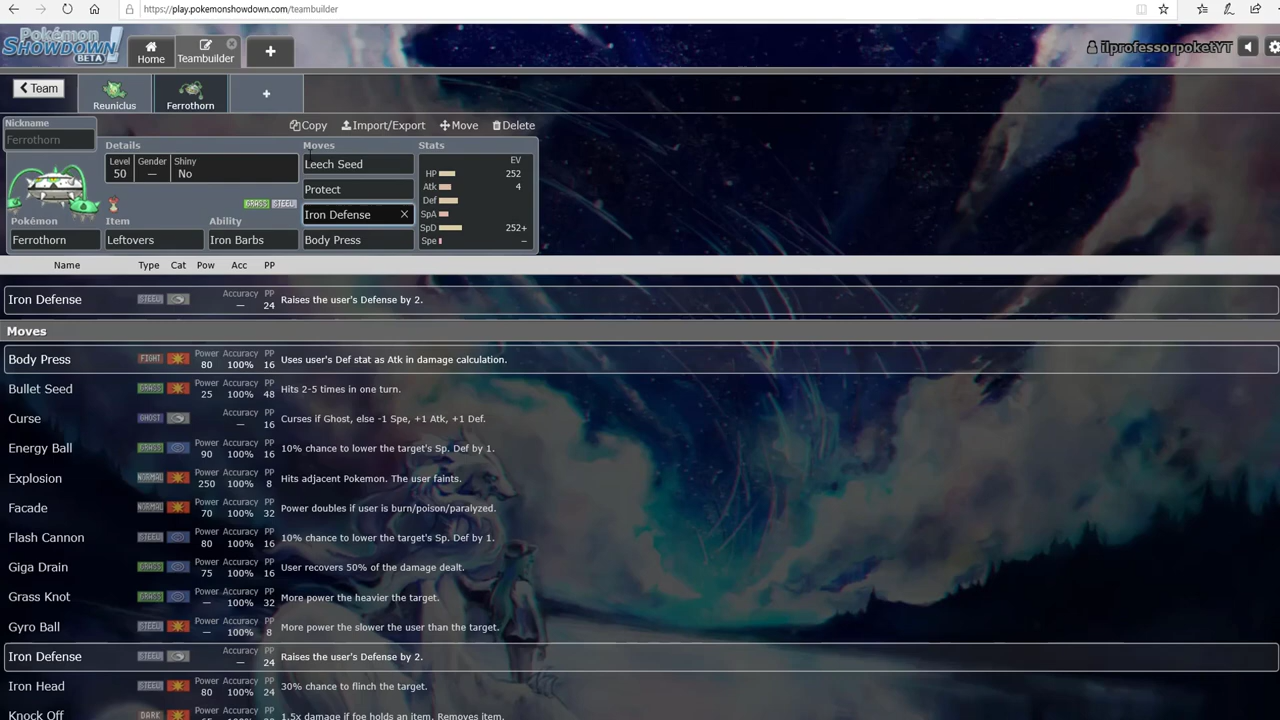 https://play.pokemonshowdown.com/teambuilder
Pokémon
SHOWDOWN!
BETA
Home
Teambuilder
ilprofessorpoketYT
Team
Reuniclus
Ferrothorn
Copy Import/Export Move Delete
Nickname
Ferrothorn
Details
Level Gender Shiny
50 — No
GRASS STEEL
Pokémon Item Ability
Ferrothorn Leftovers Iron Barbs
Moves
Leech Seed
Protect
Iron Defense
Body Press
Stats
EV
HP 252
Atk 4
Def
SpA
SpD 252+
Spe –
Name Type Cat Pow Acc PP
Iron Defense STEEL Accuracy — PP 24 Raises the user's Defense by 2.
Moves
Body Press FIGHT Power 80 Accuracy 100% PP 16 Uses user's Def stat as Atk in damage calculation.
Bullet Seed GRASS Power 25 Accuracy 100% PP 48 Hits 2-5 times in one turn.
Curse GHOST Accuracy — PP 16 Curses if Ghost, else -1 Spe, +1 Atk, +1 Def.
Energy Ball GRASS Power 90 Accuracy 100% PP 16 10% chance to lower the target's Sp. Def by 1.
Explosion NORMAL Power 250 Accuracy 100% PP 8 Hits adjacent Pokemon. The user faints.
Facade NORMAL Power 70 Accuracy 100% PP 32 Power doubles if user is burn/poison/paralyzed.
Flash Cannon STEEL Power 80 Accuracy 100% PP 16 10% chance to lower the target's Sp. Def by 1.
Giga Drain GRASS Power 75 Accuracy 100% PP 16 User recovers 50% of the damage dealt.
Grass Knot GRASS Power — Accuracy 100% PP 32 More power the heavier the target.
Gyro Ball STEEL Power — Accuracy 100% PP 8 More power the slower the user than the target.
Iron Defense STEEL Accuracy — PP 24 Raises the user's Defense by 2.
Iron Head STEEL Power 80 Accuracy 100% PP 24 30% chance to flinch the target.
Knock Off DARK Power Accuracy PP 1.5x damage if foe holds an item. Removes item.